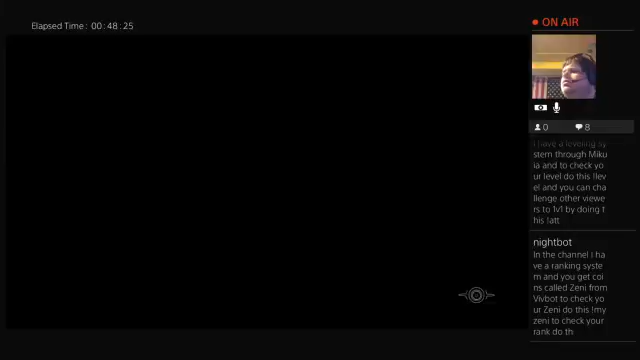 Elapsed Time : 00 : 48 : 25
ON AIR
0
8
I have a leveling sy
stem through Miku
ia and to check yo
ur level do this !lev
el and you can cha
llenge other viewe
rs to 1v1 by doing t
his !att
nightbot
In the channel I ha
ve a ranking syste
m and you get coi
ns called Zeni from
Vivbot to check yo
ur Zeni do this !my
zeni to check your
rank do th